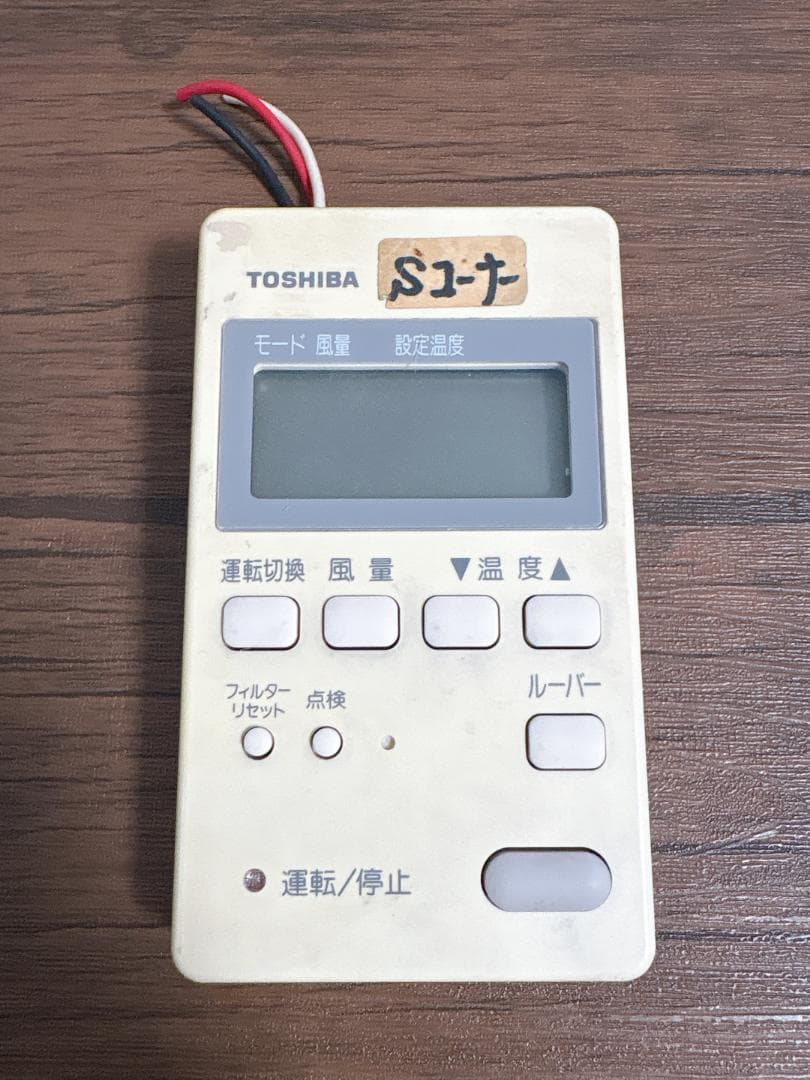 TOSHIBA Sコーナー
モード 風量 設定温度
運転切換 風量 ▼温度▲
フィルター
リセット 点検 ルーバー
運転/停止